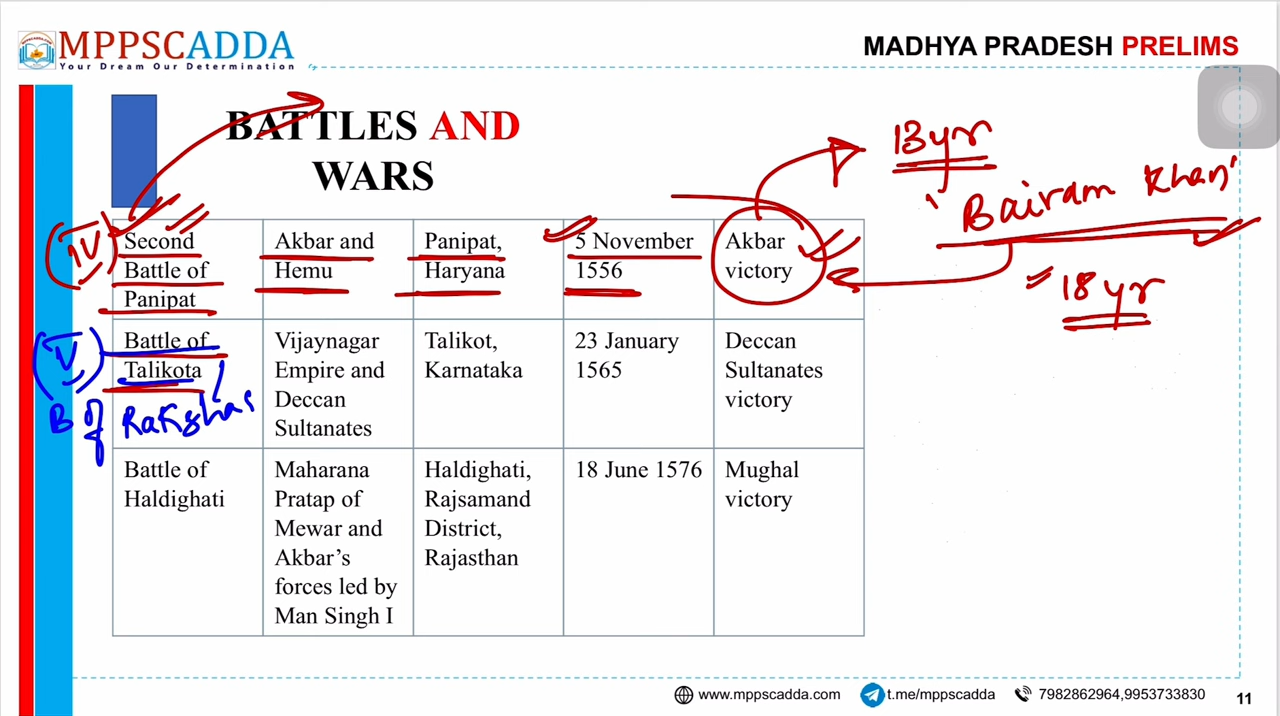 MPPSCADDA
Your Dream Our Determination
MADHYA PRADESH PRELIMS
BATTLES AND
WARS
13yr
"Bairam Khan"
18yr
(IV)
Second
Battle of
Panipat
Akbar and
Hemu
Panipat,
Haryana
5 November
1556
Akbar
victory
(V)
Battle of
Talikota
B of Rakshas
Vijaynagar
Empire and
Deccan
Sultanates
Talikot,
Karnataka
23 January
1565
Deccan
Sultanates
victory
Battle of
Haldighati
Maharana
Pratap of
Mewar and
Akbar’s
forces led by
Man Singh I
Haldighati,
Rajsamand
District,
Rajasthan
18 June 1576
Mughal
victory
www.mppscadda.com
t.me/mppscadda
7982862964,9953733830
11